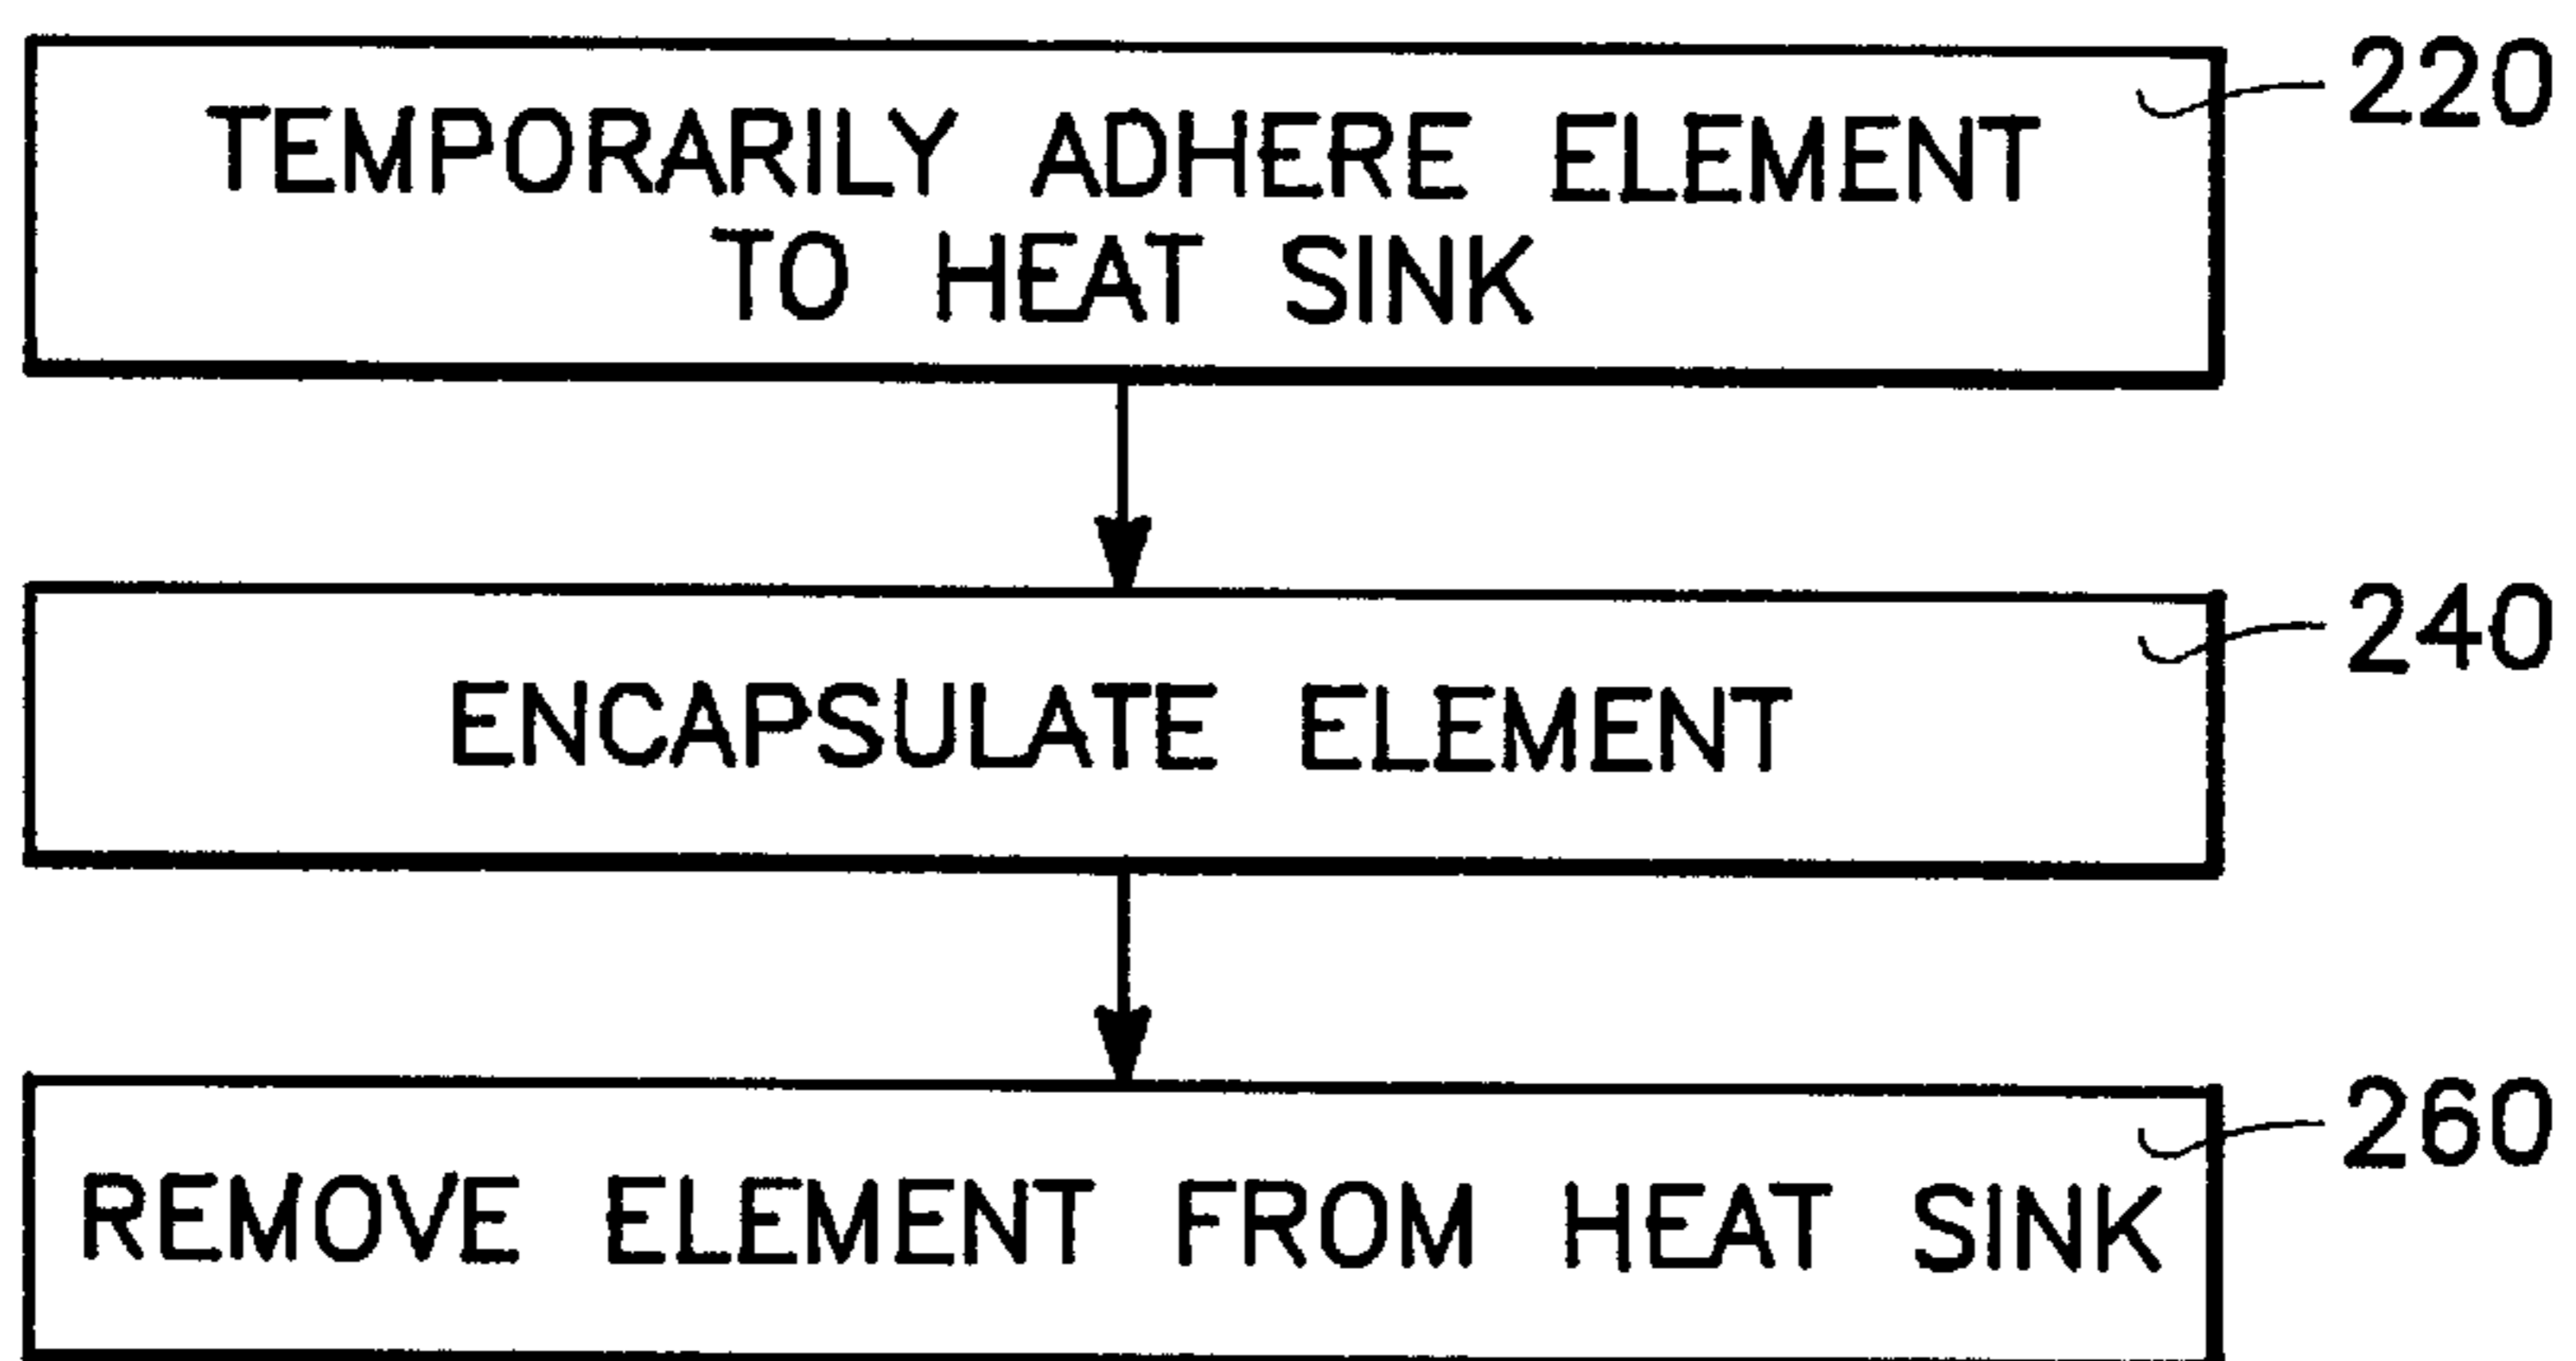 TEMPORARILY ADHERE ELEMENT
TO HEAT SINK
220
ENCAPSULATE ELEMENT
240
REMOVE ELEMENT FROM HEAT SINK
260